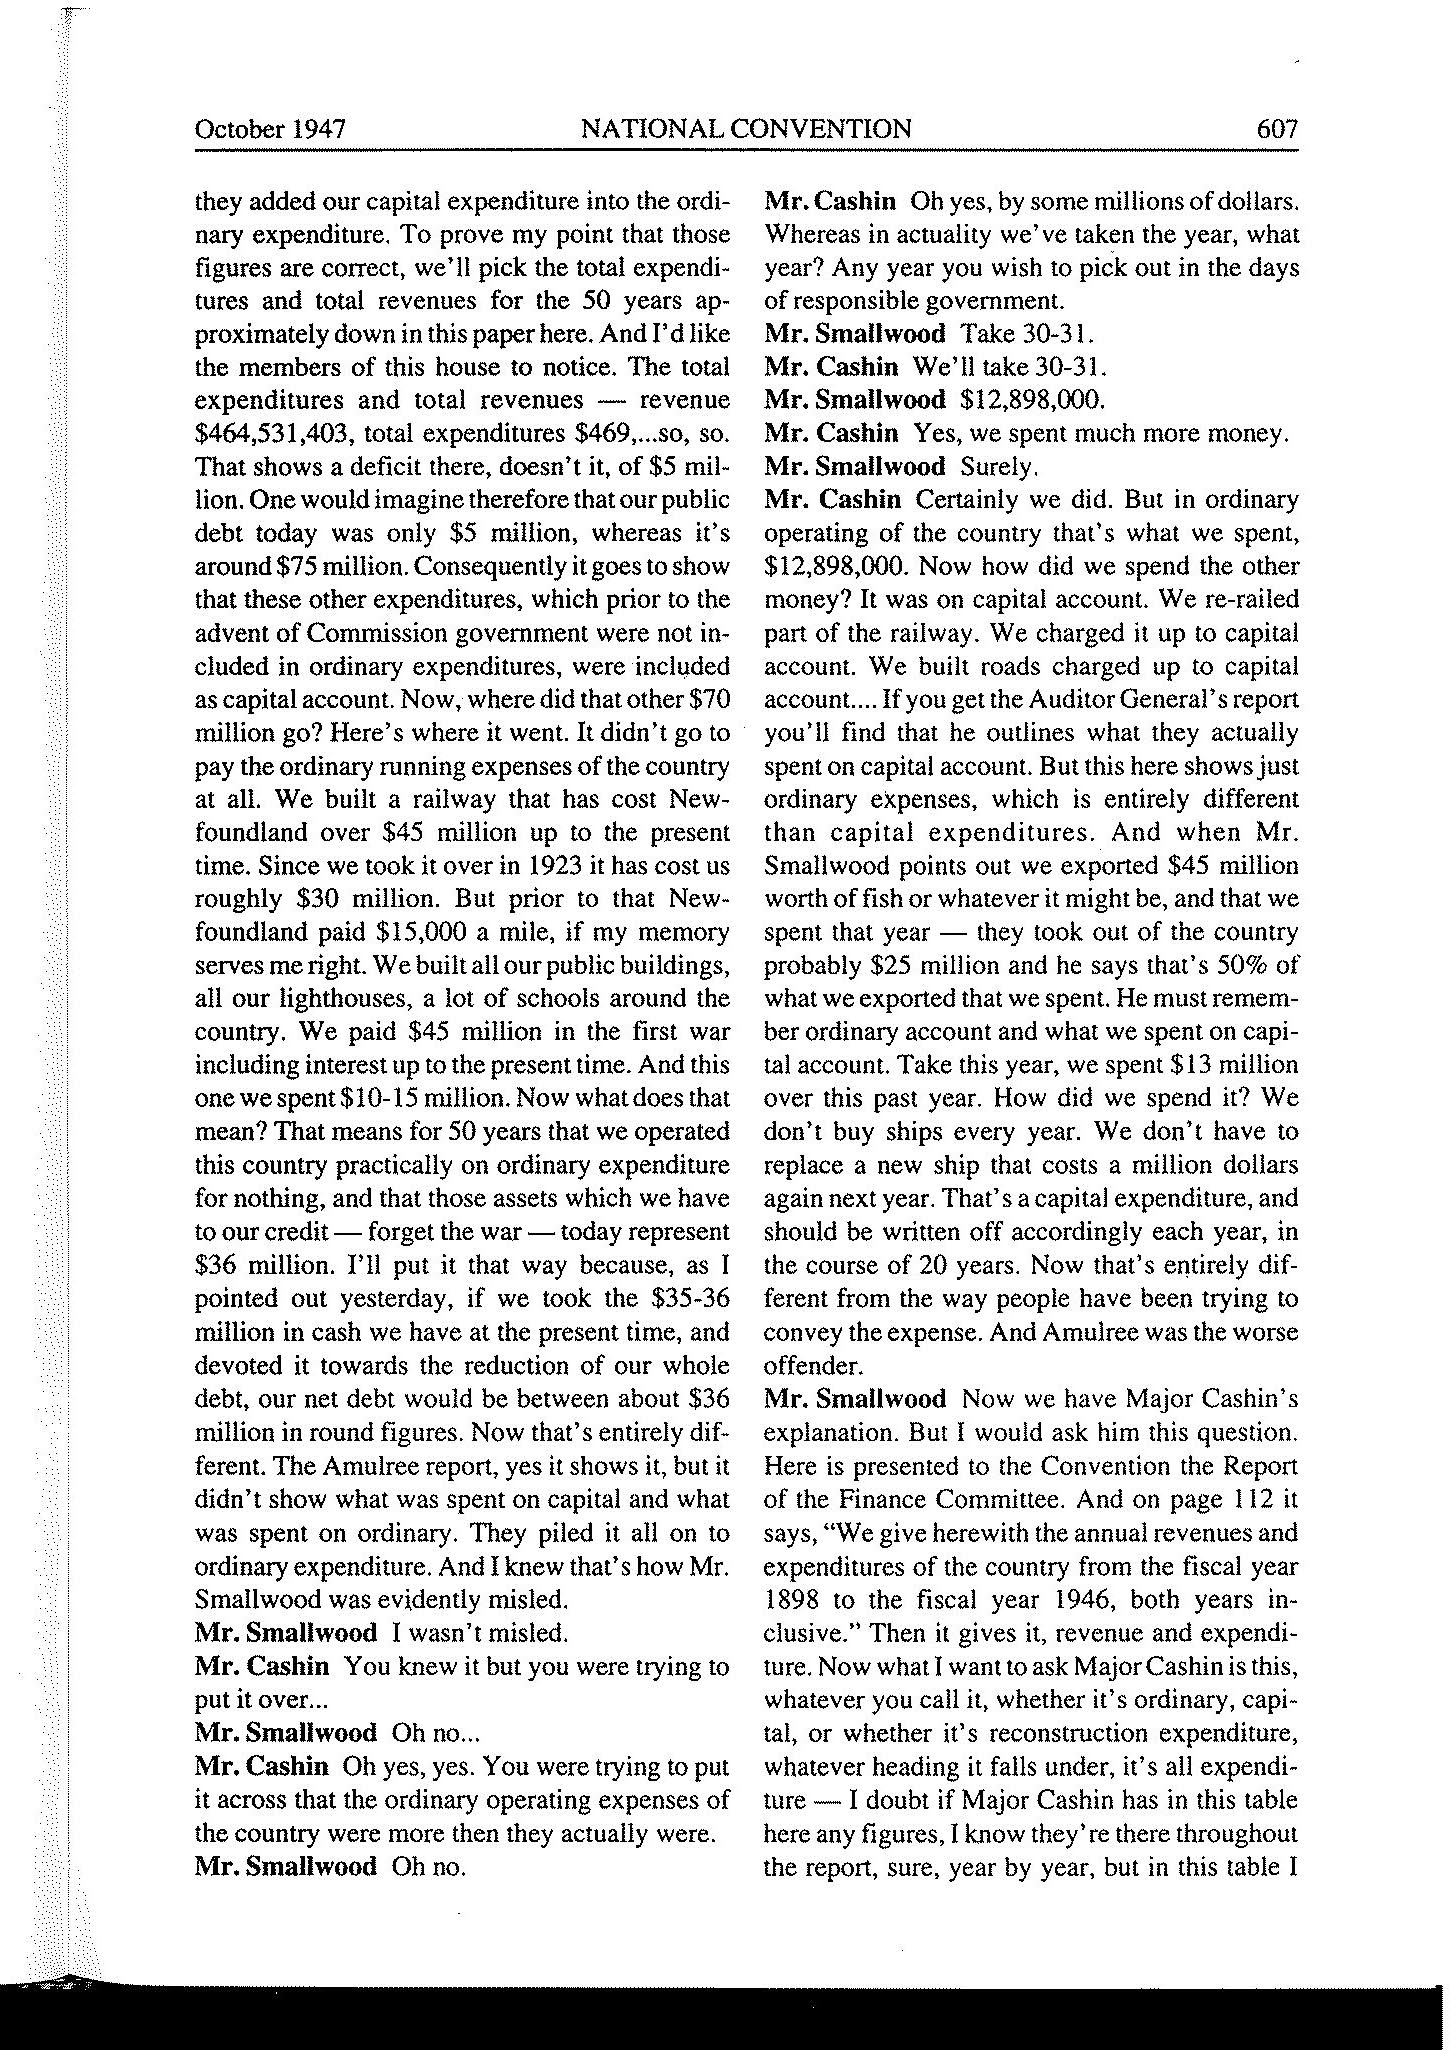 October 1947 NATIONAL CONVENTION 607
they added our capital expenditure into the ordi-
nary expenditure. To prove my point that those
figures are correct, we'll pick the total expendi-
tures and total revenues for the 50 years ap-
proximately down in this paper here. And I'd like
the members of this house to notice. The total
expenditures and total revenues — revenue
$464,531,403, total expenditures $469,...so, so.
That shows a deficit there, doesn't it, of $5 mil-
lion. One would imagine therefore that our public
debt today was only $5 million, whereas it's
around $75 million. Consequently it goes to show
that these other expenditures, which prior to the
advent of Commission government were not in-
cluded in ordinary expenditures, were included
as capital account. Now, where did that other $70
million go? Here's where it went. It didn't go to
pay the ordinary running expenses of the country
at all. We built a railway that has cost New-
foundland over $45 million up to the present
time. Since we took it over in 1923 it has cost us
roughly $30 million. But prior to that New-
foundland paid $15,000 a mile, if my memory
serves me right. We built all our public buildings,
all our lighthouses, a lot of schools around the
country. We paid $45 million in the first war
including interest up to the present time. And this
one we spent $10-15 million. Now what does that
mean? That means for 50 years that we operated
this country practically on ordinary expenditure
for nothing, and that those assets which we have
to our credit — forget the war — today represent
$36 million. I'll put it that way because, as I
pointed out yesterday, if we took the $35-36
million in cash we have at the present time, and
devoted it towards the reduction of our whole
debt, our net debt would be between about $36
million in round figures. Now that's entirely dif-
ferent. The Amulree report, yes it shows it, but it
didn't show what was spent on capital and what
was spent on ordinary. They piled it all on to
ordinary expenditure. And I knew that's how Mr.
Smallwood was evidently misled.
Mr. Smallwood I wasn't misled.
Mr. Cashin You knew it but you were trying to
put it over...
Mr. Smallwood Oh no...
Mr. Cashin Oh yes, yes. You were trying to put
it across that the ordinary operating expenses of
the country were more then they actually were.
Mr. Smallwood Oh no.
Mr. Cashin Oh yes, by some millions of dollars.
Whereas in actuality we've taken the year, what
year? Any year you wish to pick out in the days
of responsible government.
Mr. Smallwood Take 30-31.
Mr. Cashin We'll take 30-31.
Mr. Smallwood $12,898,000.
Mr. Cashin Yes, we spent much more money.
Mr. Smallwood Surely.
Mr. Cashin Certainly we did. But in ordinary
operating of the country that's what we spent,
$12,898,000. Now how did we spend the other
money? It was on capital account. We re-railed
part of the railway. We charged it up to capital
account. We built roads charged up to capital
account.... If you get the Auditor General's report
you'll find that he outlines what they actually
spent on capital account. But this here shows just
ordinary expenses, which is entirely different
than capital expenditures. And when Mr.
Smallwood points out we exported $45 million
worth of fish or whatever it might be, and that we
spent that year — they took out of the country
probably $25 million and he says that's 50% of
what we exported that we spent. He must remem-
ber ordinary account and what we spent on capi-
tal account. Take this year, we spent $13 million
over this past year. How did we spend it? We
don't buy ships every year. We don't have to
replace a new ship that costs a million dollars
again next year. That's a capital expenditure, and
should be written off accordingly each year, in
the course of 20 years. Now that's entirely dif-
ferent from the way people have been trying to
convey the expense. And Amulree was the worse
offender.
Mr. Smallwood Now we have Major Cashin's
explanation. But I would ask him this question.
Here is presented to the Convention the Report
of the Finance Committee. And on page 112 it
says, "We give herewith the annual revenues and
expenditures of the country from the fiscal year
1898 to the fiscal year 1946, both years in-
clusive." Then it gives it, revenue and expendi-
ture. Now what I want to ask Major Cashin is this,
whatever you call it, whether it's ordinary, capi-
tal, or whether it's reconstruction expenditure,
whatever heading it falls under, it's all expendi-
ture — I doubt if Major Cashin has in this table
here any figures, I know they're there throughout
the report, sure, year by year, but in this table I